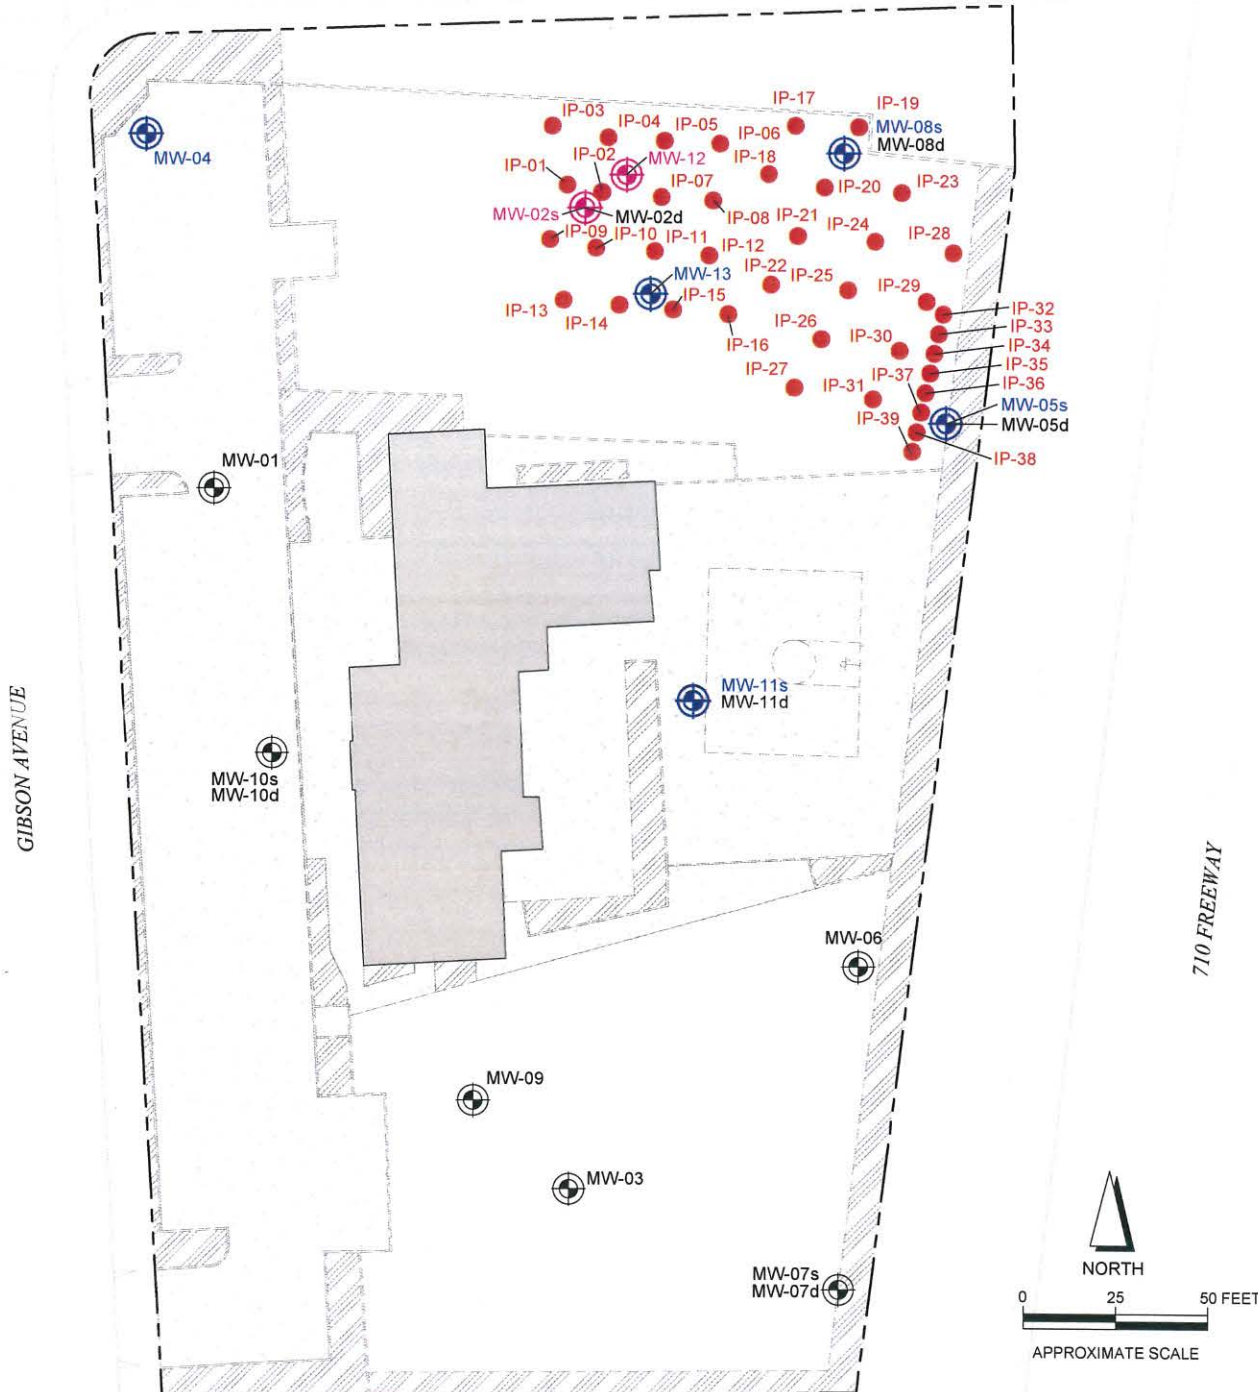 IP-17
IP-19
IP-03
IP-04
IP-05
IP-06
MW-08s
MW-08d
MW-04
IP-01
IP-02
MW-12
IP-18
IP-07
IP-20
IP-23
MW-02s
MW-02d
IP-08
IP-21
IP-24
IP-09
IP-10
IP-11
IP-12
IP-28
MW-13
IP-22
IP-25
IP-29
IP-13
IP-14
IP-15
IP-16
IP-26
IP-30
IP-32
IP-33
IP-34
IP-35
IP-36
IP-27
IP-31
IP-37
MW-05s
MW-05d
IP-39
IP-38
MW-01
MW-11s
MW-11d
GIBSON AVENUE
MW-10s
MW-10d
710 FREEWAY
MW-06
MW-09
MW-03
MW-07s
MW-07d
NORTH
0 25 50 FEET
APPROXIMATE SCALE